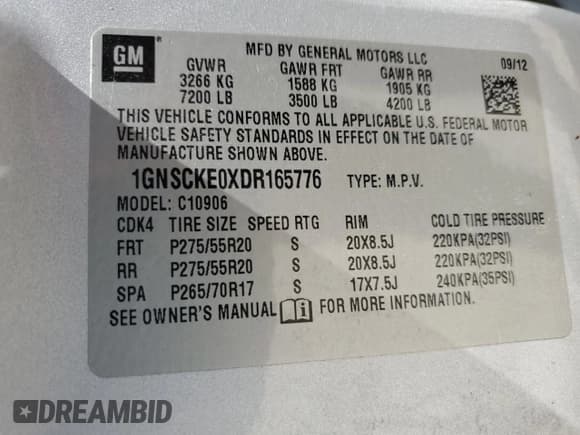 GM
MFD BY GENERAL MOTORS LLC
09/12
GVWR GAWR FRT GAWR RR
3266 KG 1588 KG 1905 KG
7200 LB 3500 LB 4200 LB
THIS VEHICLE CONFORMS TO ALL APPLICABLE U.S. FEDERAL MOTOR
VEHICLE SAFETY STANDARDS IN EFFECT ON THE DATE OF
MANUFACTURE SHOWN ABOVE.
1GNSCKE0XDR165776 TYPE: M.P.V.
MODEL: C10906
CDK4 TIRE SIZE SPEED RTG RIM COLD TIRE PRESSURE
FRT P275/55R20 S 20X8.5J 220KPA(32PSI)
RR P275/55R20 S 20X8.5J 220KPA(32PSI)
SPA P265/70R17 S 17X7.5J 240KPA(35PSI)
SEE OWNER'S MANUAL i FOR MORE INFORMATION.
DREAMBID